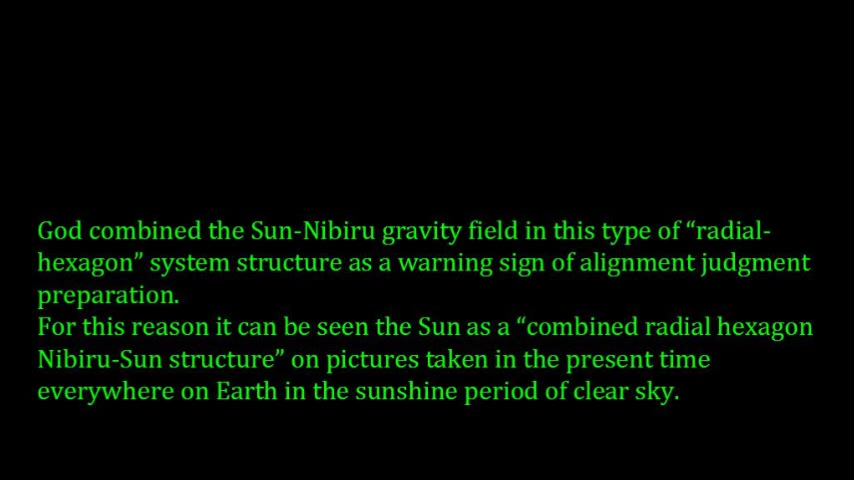 God combined the Sun-Nibiru gravity field in this type of “radial-
hexagon” system structure as a warning sign of alignment judgment
preparation.
For this reason it can be seen the Sun as a “combined radial hexagon
Nibiru-Sun structure” on pictures taken in the present time
everywhere on Earth in the sunshine period of clear sky.